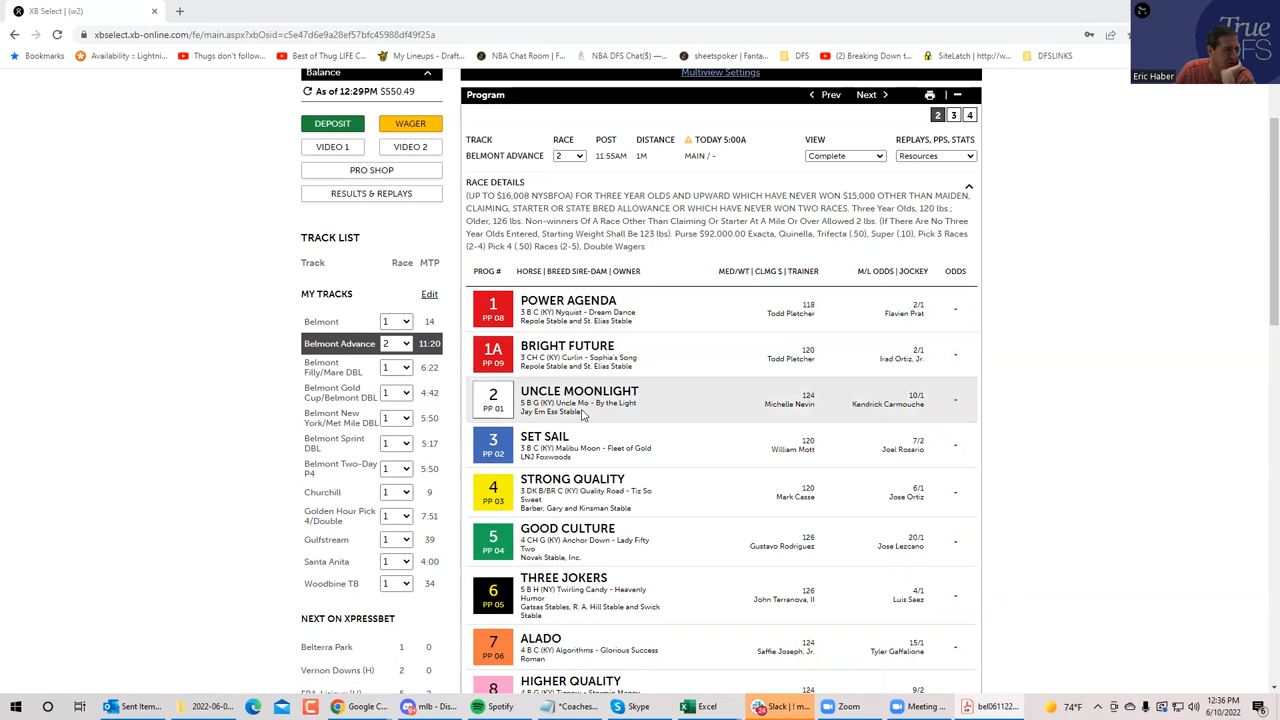 XB Select | (w2)
xbselect.xb-online.com/fe/main.aspx?xbOsid=c5e47d6e9a28ef57bfc45988df49f25a
Bookmarks
Availability :: Lightni...
Thugs don't follow...
Best of Thug LIFE C...
My Lineups - Draft...
NBA Chat Room | F...
NBA DFS Chat($) —...
sheetspoker | Fanta...
DFS
(2) Breaking Down t...
SiteLatch | http://w...
DFSLINKS
True
FS
Eric Haber
Balance
As of 12:29PM $550.49
DEPOSIT
WAGER
VIDEO 1
VIDEO 2
PRO SHOP
RESULTS & REPLAYS
TRACK LIST
Track Race MTP
MY TRACKS Edit
Belmont 1 14
Belmont Advance 2 11:20
Belmont
Filly/Mare DBL 1 6:22
Belmont Gold
Cup/Belmont DBL 1 4:42
Belmont New
York/Met Mile DBL 1 5:50
Belmont Sprint
DBL 1 5:17
Belmont Two-Day
P4 1 5:50
Churchill 1 9
Golden Hour Pick
4/Double 1 7:51
Gulfstream 1 39
Santa Anita 1 4:00
Woodbine TB 1 34
NEXT ON XPRESSBET
Belterra Park 1 0
Vernon Downs (H) 2 0
Multiview Settings
Program
Prev Next
2 3 4
TRACK RACE POST DISTANCE TODAY 5:00A VIEW REPLAYS, PPS, STATS
BELMONT ADVANCE 2 11:55AM 1M MAIN / - Complete Resources
RACE DETAILS
(UP TO $16,008 NYSBFOA) FOR THREE YEAR OLDS AND UPWARD WHICH HAVE NEVER WON $15,000 OTHER THAN MAIDEN,
CLAIMING, STARTER OR STATE BRED ALLOWANCE OR WHICH HAVE NEVER WON TWO RACES. Three Year Olds, 120 lbs.;
Older, 126 lbs. Non-winners Of A Race Other Than Claiming Or Starter At A Mile Or Over Allowed 2 lbs. (If There Are No Three
Year Olds Entered, Starting Weight Shall Be 123 lbs). Purse $92,000.00 Exacta, Quinella, Trifecta (.50), Super (.10), Pick 3 Races
(2-4) Pick 4 (.50) Races (2-5), Double Wagers
PROG # HORSE | BREED SIRE-DAM | OWNER MED/WT | CLMG $ | TRAINER M/L ODDS | JOCKEY ODDS
1
PP 08
POWER AGENDA
3 B C (KY) Nyquist - Dream Dance
Repole Stable and St. Elias Stable
118
Todd Pletcher
2/1
Flavien Prat
-
1A
PP 09
BRIGHT FUTURE
3 CH C (KY) Curlin - Sophia's Song
Repole Stable and St. Elias Stable
120
Todd Pletcher
2/1
Irad Ortiz, Jr.
-
2
PP 01
UNCLE MOONLIGHT
5 B G (KY) Uncle Mo - By the Light
Jay Em Ess Stable
124
Michelle Nevin
10/1
Kendrick Carmouche
-
3
PP 02
SET SAIL
3 B C (KY) Malibu Moon - Fleet of Gold
LNJ Foxwoods
120
William Mott
7/2
Joel Rosario
-
4
PP 03
STRONG QUALITY
3 DK B/BR C (KY) Quality Road - Tiz So
Sweet
Barber, Gary and Kinsman Stable
120
Mark Casse
6/1
Jose Ortiz
-
5
PP 04
GOOD CULTURE
4 CH G (KY) Anchor Down - Lady Fifty
Two
Novak Stable, Inc.
126
Gustavo Rodriguez
20/1
Jose Lezcano
-
6
PP 05
THREE JOKERS
5 B H (NY) Twirling Candy - Heavenly
Humor
Gatsas Stables, R. A. Hill Stable and Swick
Stable
126
John Terranova, II
4/1
Luis Saez
-
7
PP 06
ALADO
4 B C (KY) Algorithms - Glorious Success
Roman
124
Saffie Joseph, Jr.
15/1
Tyler Gaffalione
-
8
HIGHER QUALITY
124
9/2
Sent Item...
2022-06-0...
Google C...
mlb - Disc...
Spotify
*Coaches...
Skype
Excel
Slack | ! m...
Zoom
Meeting ...
bel061122...
74°F
12:36 PM
6/10/2022